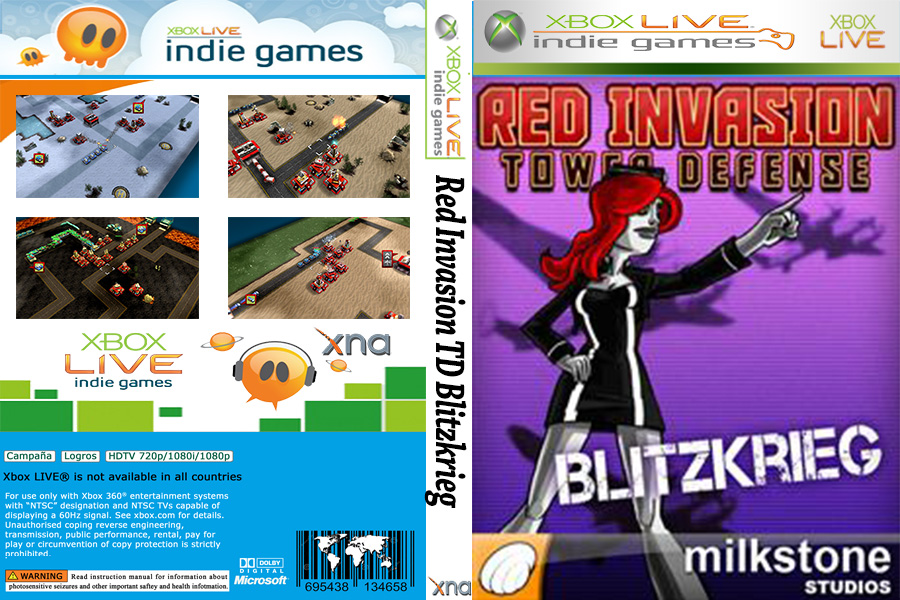 XBOX LIVE
indie games
XBOX
LIVE
indie games
xna
Campaña Logros HDTV 720p/1080i/1080p
Xbox LIVE® is not available in all countries
For use only with Xbox 360® entertainment systems
with “NTSC” designation and NTSC TVs capable of
displaying a 60Hz signal. See xbox.com for details.
Unauthorised coping reverse engineering,
transmission, public performance, rental, pay for
play or circumvention of copy protection is strictly
prohibited.
WARNING Read instruction manual for information about
photosensitive seizures and other important saftey and health infotmation.
DOLBY
DIGITAL
Microsoft
695438 134658
XBOX LIVE
indie games
Red Invasion TD Blitzkrieg
xna
XBOX LIVE
indie games
XBOX
LIVE
RED INVASION
TOWER DEFENSE
BLITZKRIEG
milkstone
STUDIOS